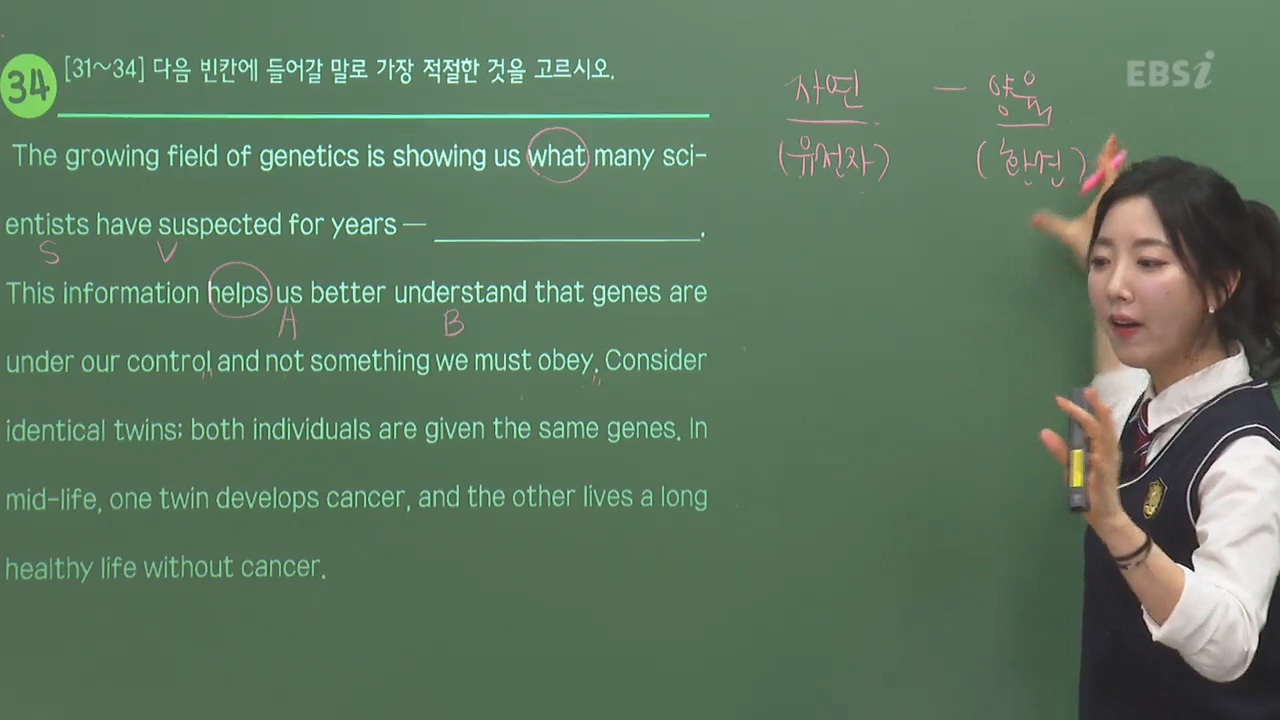 EBSi
34
[31~34] 다음 빈칸에 들어갈 말로 가장 적절한 것을 고르시오.
The growing field of genetics is showing us what many sci-
entists have suspected for years — ____________________.
S V
This information helps us better understand that genes are
A B
under our control and not something we must obey. Consider
identical twins; both individuals are given the same genes. In
mid-life, one twin develops cancer, and the other lives a long
healthy life without cancer.
자연 — 양육
(유전자) (환경)